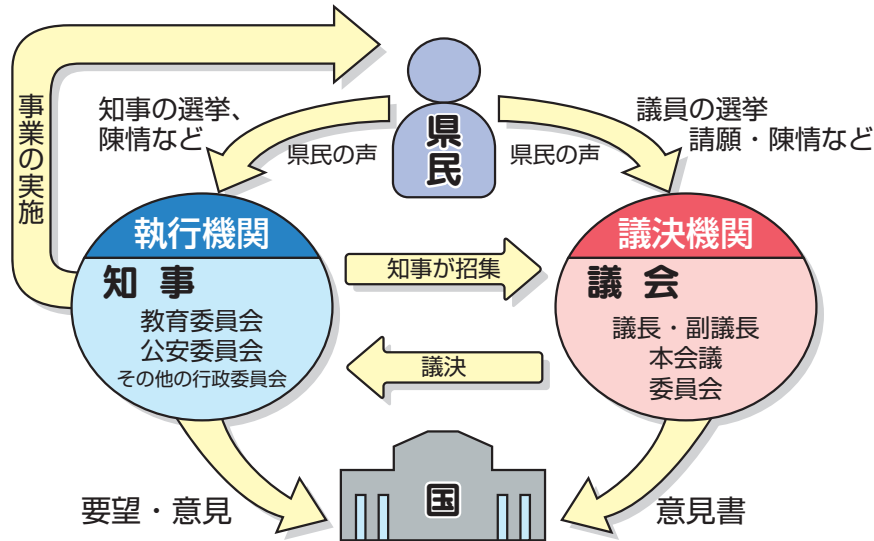 事業の実施
知事の選挙、
陳情など
県民の声
県民
議員の選挙
請願・陳情など
県民の声
執行機関
知事
教育委員会
公安委員会
その他の行政委員会
知事が招集
議決
議決機関
議会
議長・副議長
本会議
委員会
要望・意見
国
意見書